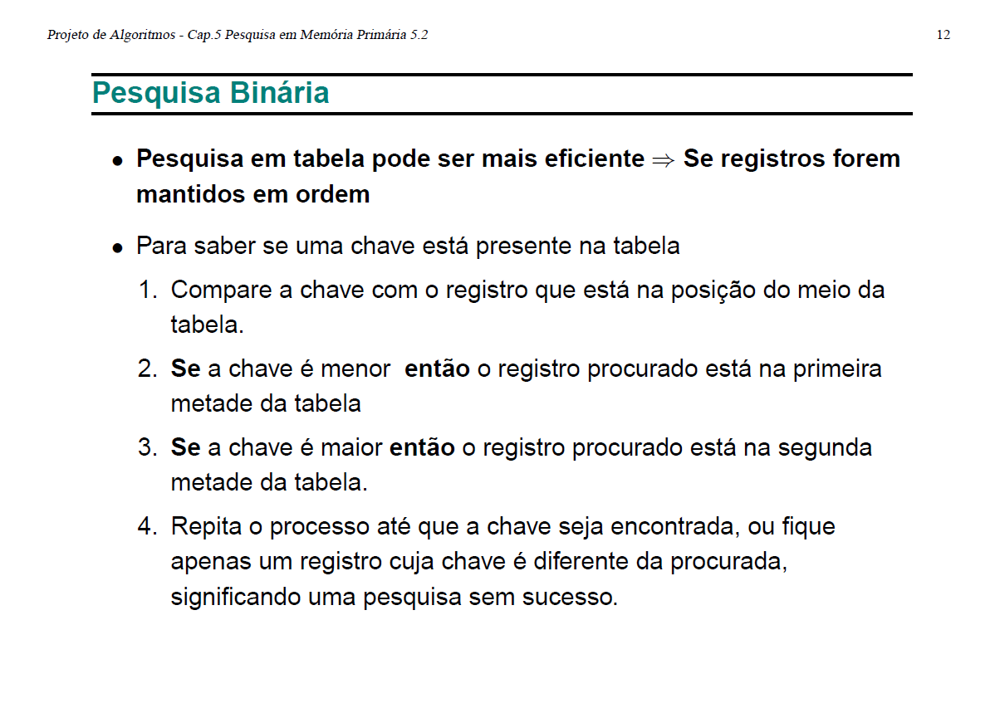 Projeto de Algoritmos - Cap.5 Pesquisa em Memória Primária 5.2 12
Pesquisa Binária
• Pesquisa em tabela pode ser mais eficiente ⇒ Se registros forem
mantidos em ordem
• Para saber se uma chave está presente na tabela
1. Compare a chave com o registro que está na posição do meio da
tabela.
2. Se a chave é menor então o registro procurado está na primeira
metade da tabela
3. Se a chave é maior então o registro procurado está na segunda
metade da tabela.
4. Repita o processo até que a chave seja encontrada, ou fique
apenas um registro cuja chave é diferente da procurada,
significando uma pesquisa sem sucesso.